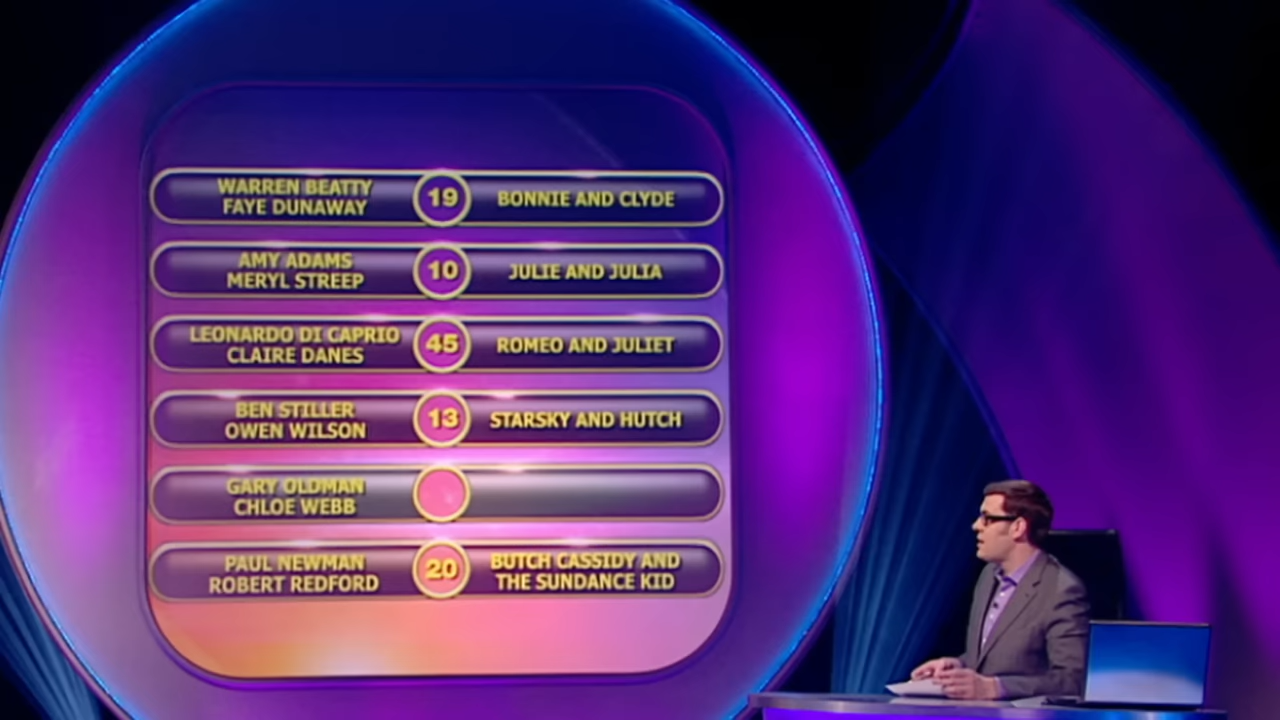 WARREN BEATTY
FAYE DUNAWAY
19
BONNIE AND CLYDE
AMY ADAMS
MERYL STREEP
10
JULIE AND JULIA
LEONARDO DI CAPRIO
CLAIRE DANES
45
ROMEO AND JULIET
BEN STILLER
OWEN WILSON
13
STARSKY AND HUTCH
GARY OLDMAN
CHLOE WEBB
PAUL NEWMAN
ROBERT REDFORD
20
BUTCH CASSIDY AND
THE SUNDANCE KID